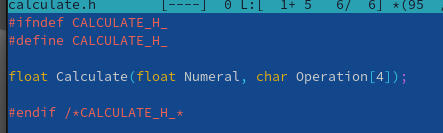 calculate.h [----] 0 L:[ 1+ 5 6/ 6] *(95 /
#ifndef CALCULATE_H_
#define CALCULATE_H_
float Calculate(float Numeral, char Operation[4]);
#endif /*CALCULATE_H_*